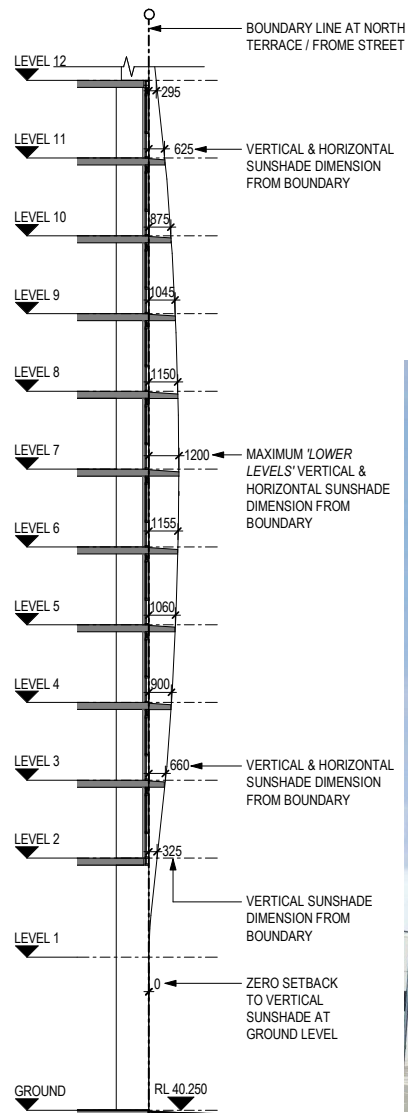 BOUNDARY LINE AT NORTH
TERRACE / FROME STREET
LEVEL 12
295
LEVEL 11
625
VERTICAL & HORIZONTAL
SUNSHADE DIMENSION
FROM BOUNDARY
LEVEL 10
875
LEVEL 9
1045
LEVEL 8
1150
LEVEL 7
1200
MAXIMUM 'LOWER
LEVELS' VERTICAL &
HORIZONTAL SUNSHADE
DIMENSION FROM
BOUNDARY
LEVEL 6
1155
LEVEL 5
1060
LEVEL 4
900
LEVEL 3
660
VERTICAL & HORIZONTAL
SUNSHADE DIMENSION
FROM BOUNDARY
LEVEL 2
325
VERTICAL SUNSHADE
DIMENSION FROM
BOUNDARY
LEVEL 1
0
ZERO SETBACK
TO VERTICAL
SUNSHADE AT
GROUND LEVEL
GROUND
RL 40.250